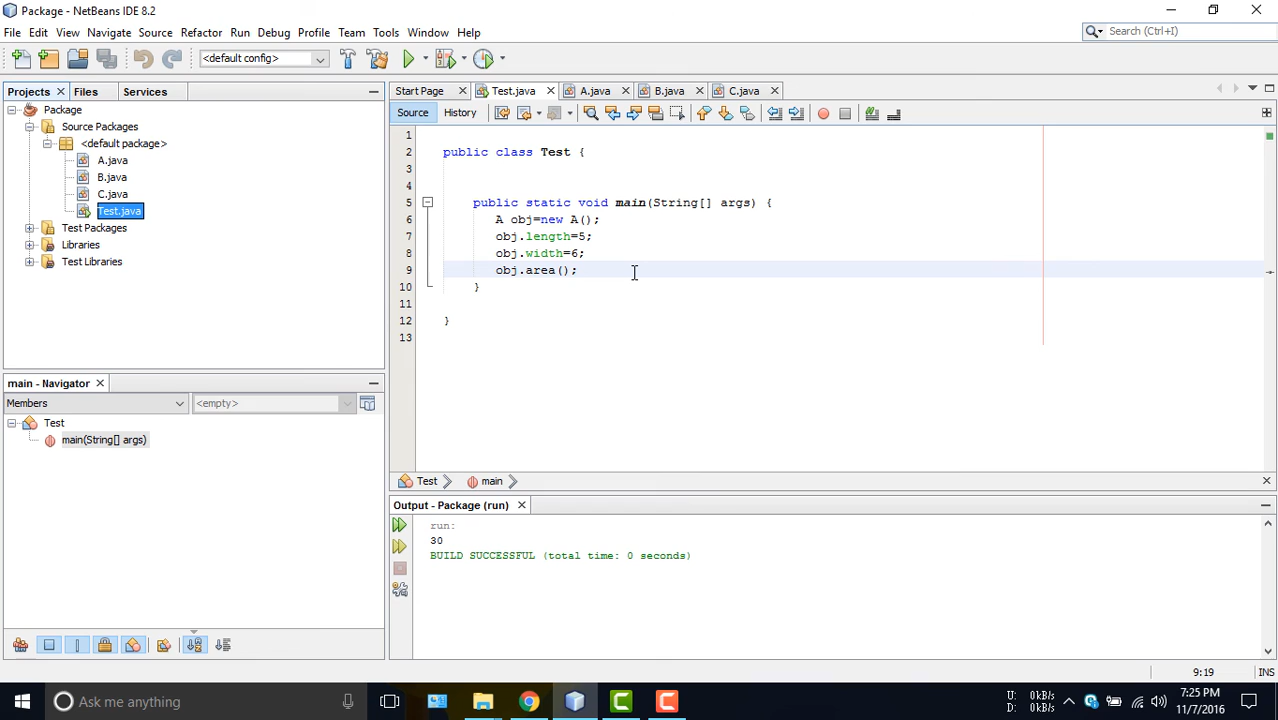 Package - NetBeans IDE 8.2
File Edit View Navigate Source Refactor Run Debug Profile Team Tools Window Help
Search (Ctrl+I)
<default config>
Projects Files Services
Start Page Test.java A.java B.java C.java
Source History
Package
Source Packages
<default package>
A.java
B.java
C.java
Test.java
Test Packages
Libraries
Test Libraries
1
2 public class Test {
3
4
5 public static void main(String[] args) {
6 A obj=new A();
7 obj.length=5;
8 obj.width=6;
9 obj.area();
10 }
11
12 }
13
main - Navigator
Members <empty>
Test
main(String[] args)
Test main
Output - Package (run)
run:
30
BUILD SUCCESSFUL (total time: 0 seconds)
9:19 INS
Ask me anything
U: 0kB/s
D: 0kB/s
7:25 PM
11/7/2016